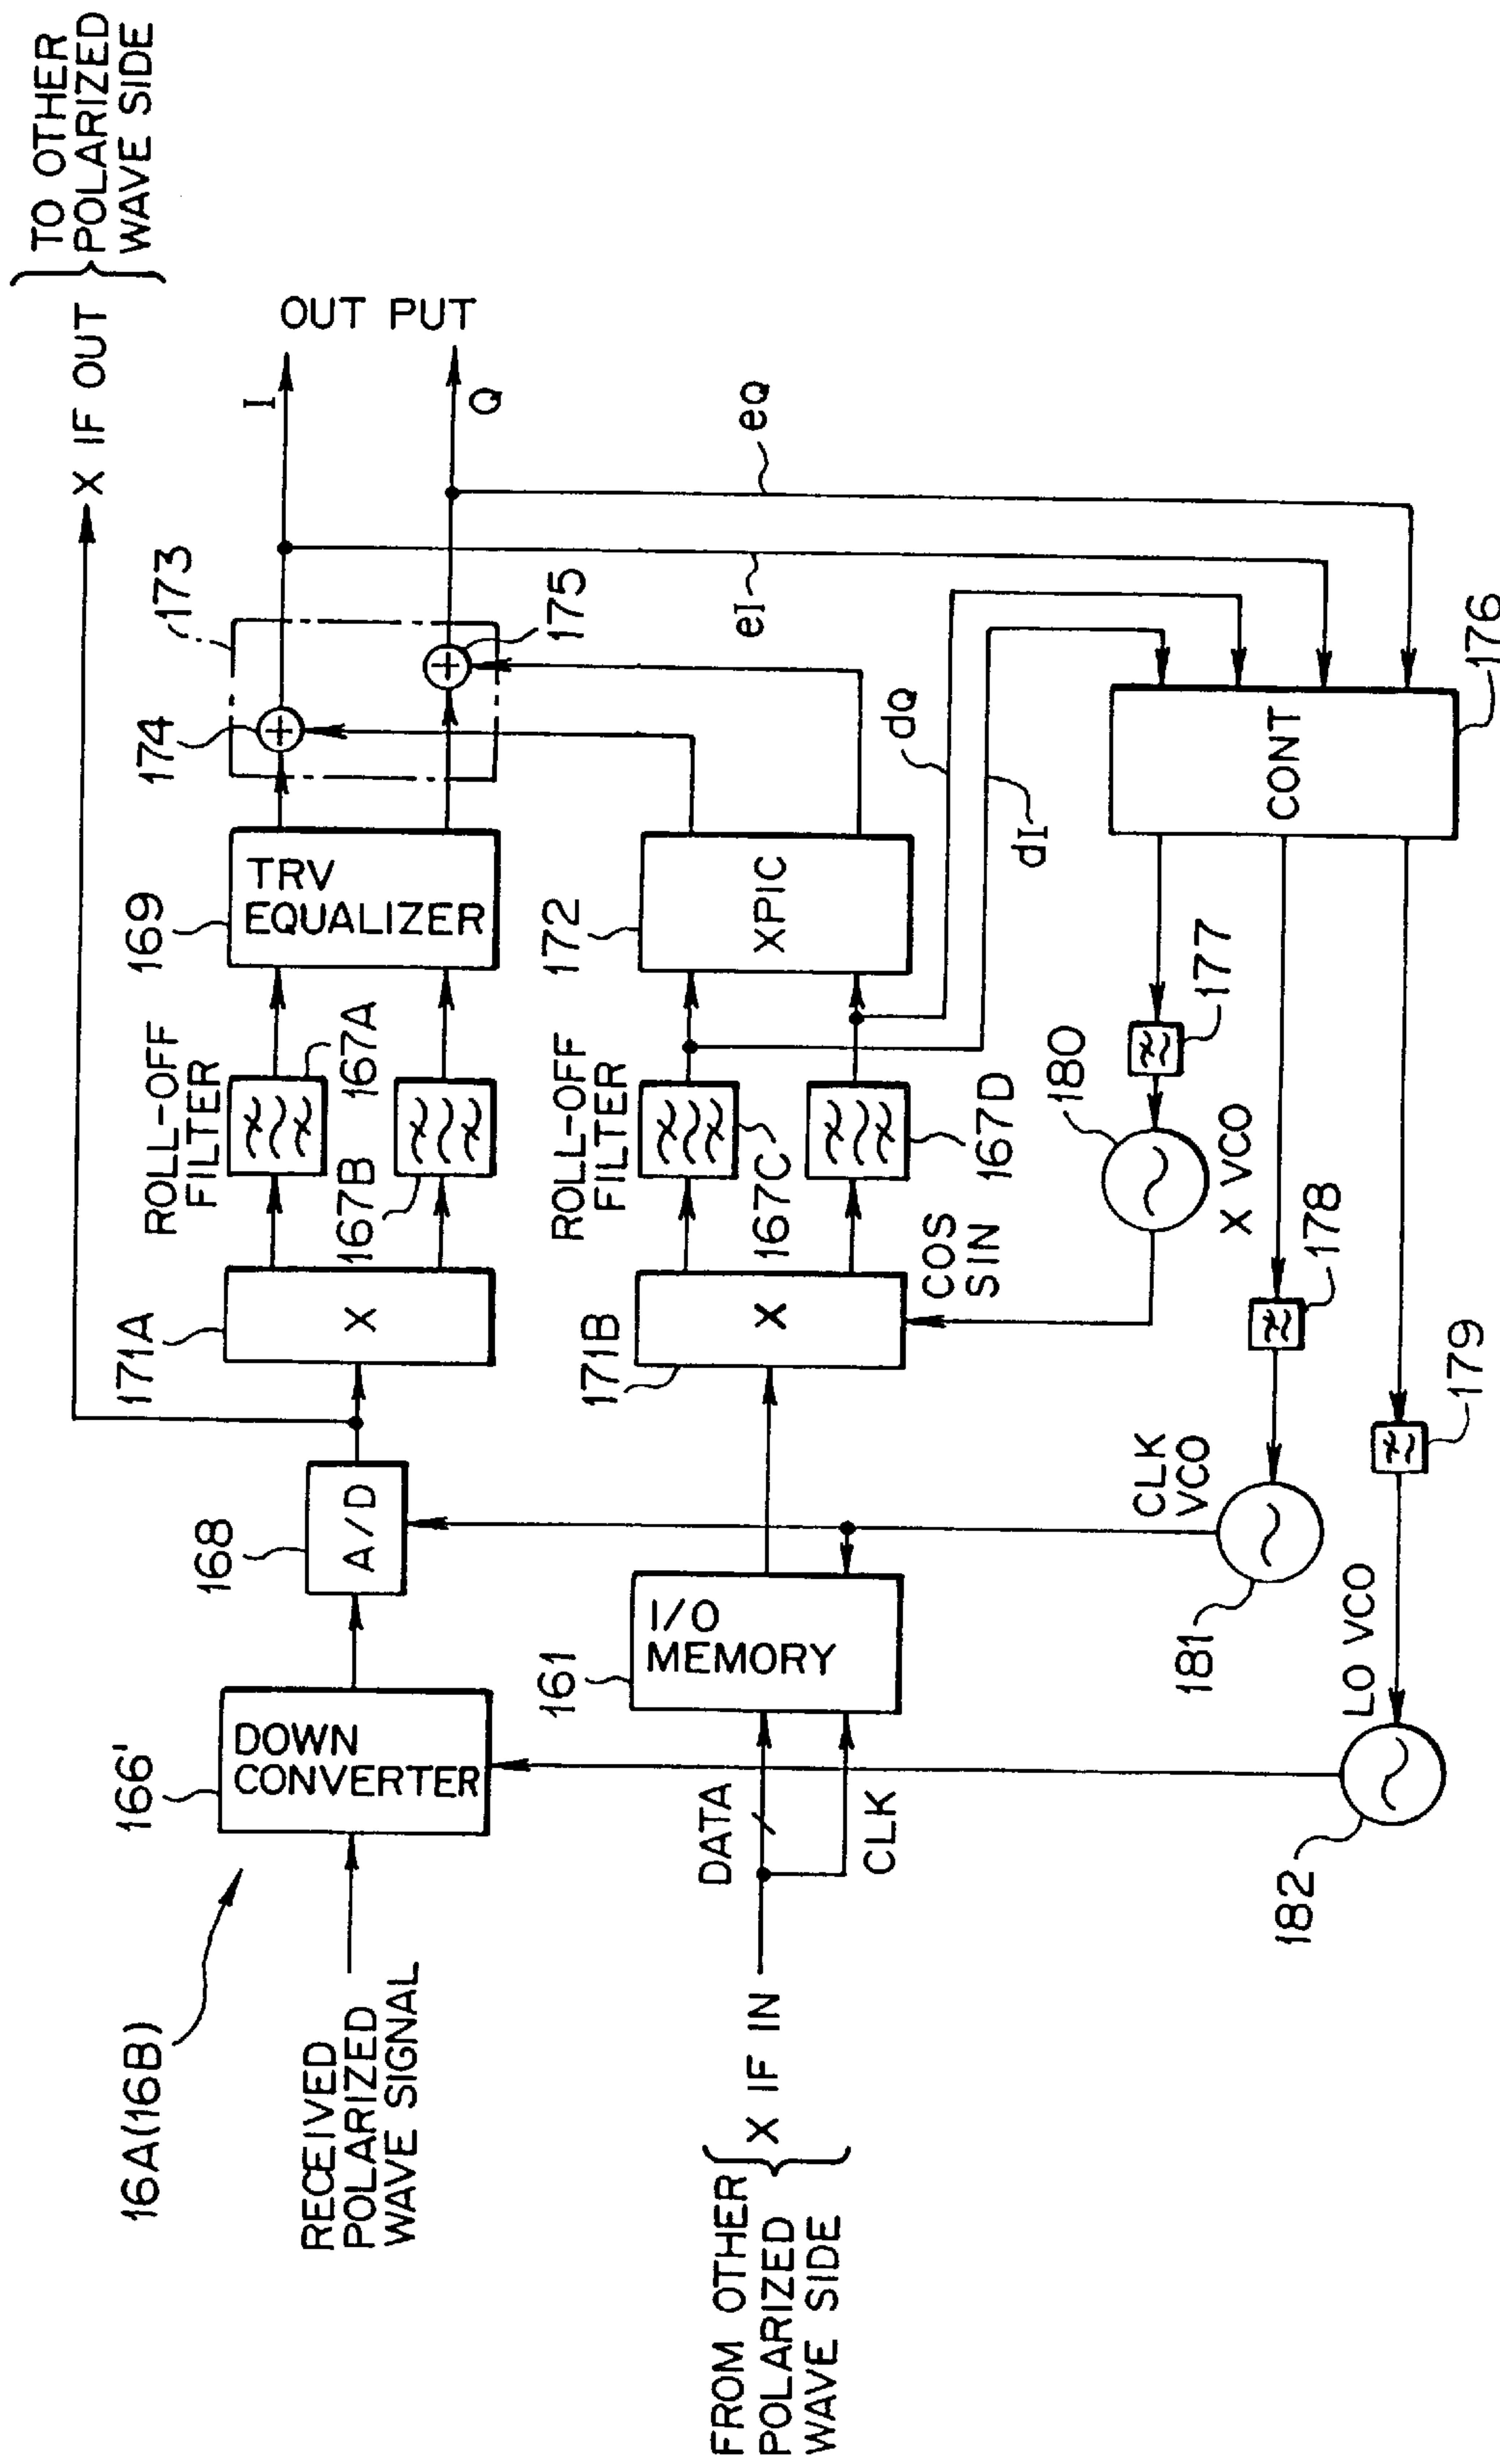 TO OTHER
POLARIZED
WAVE SIDE
X IF OUT
16A(16B)
RECEIVED
POLARIZED
WAVE SIGNAL
166'
DOWN
CONVERTER
168
A/D
171A
X
ROLL-OFF
FILTER
167A
167B
169
TRV
EQUALIZER
174
173
175
I
Q
OUT PUT
FROM OTHER
POLARIZED
WAVE SIDE
X IF IN
DATA
CLK
161
I/O
MEMORY
171B
X
COS
SIN
ROLL-OFF
FILTER
167C
167D
172
XPIC
dQ
dI
eI
eQ
CONT
176
177
180
X VCO
178
CLK
VCO
181
179
LO VCO
182